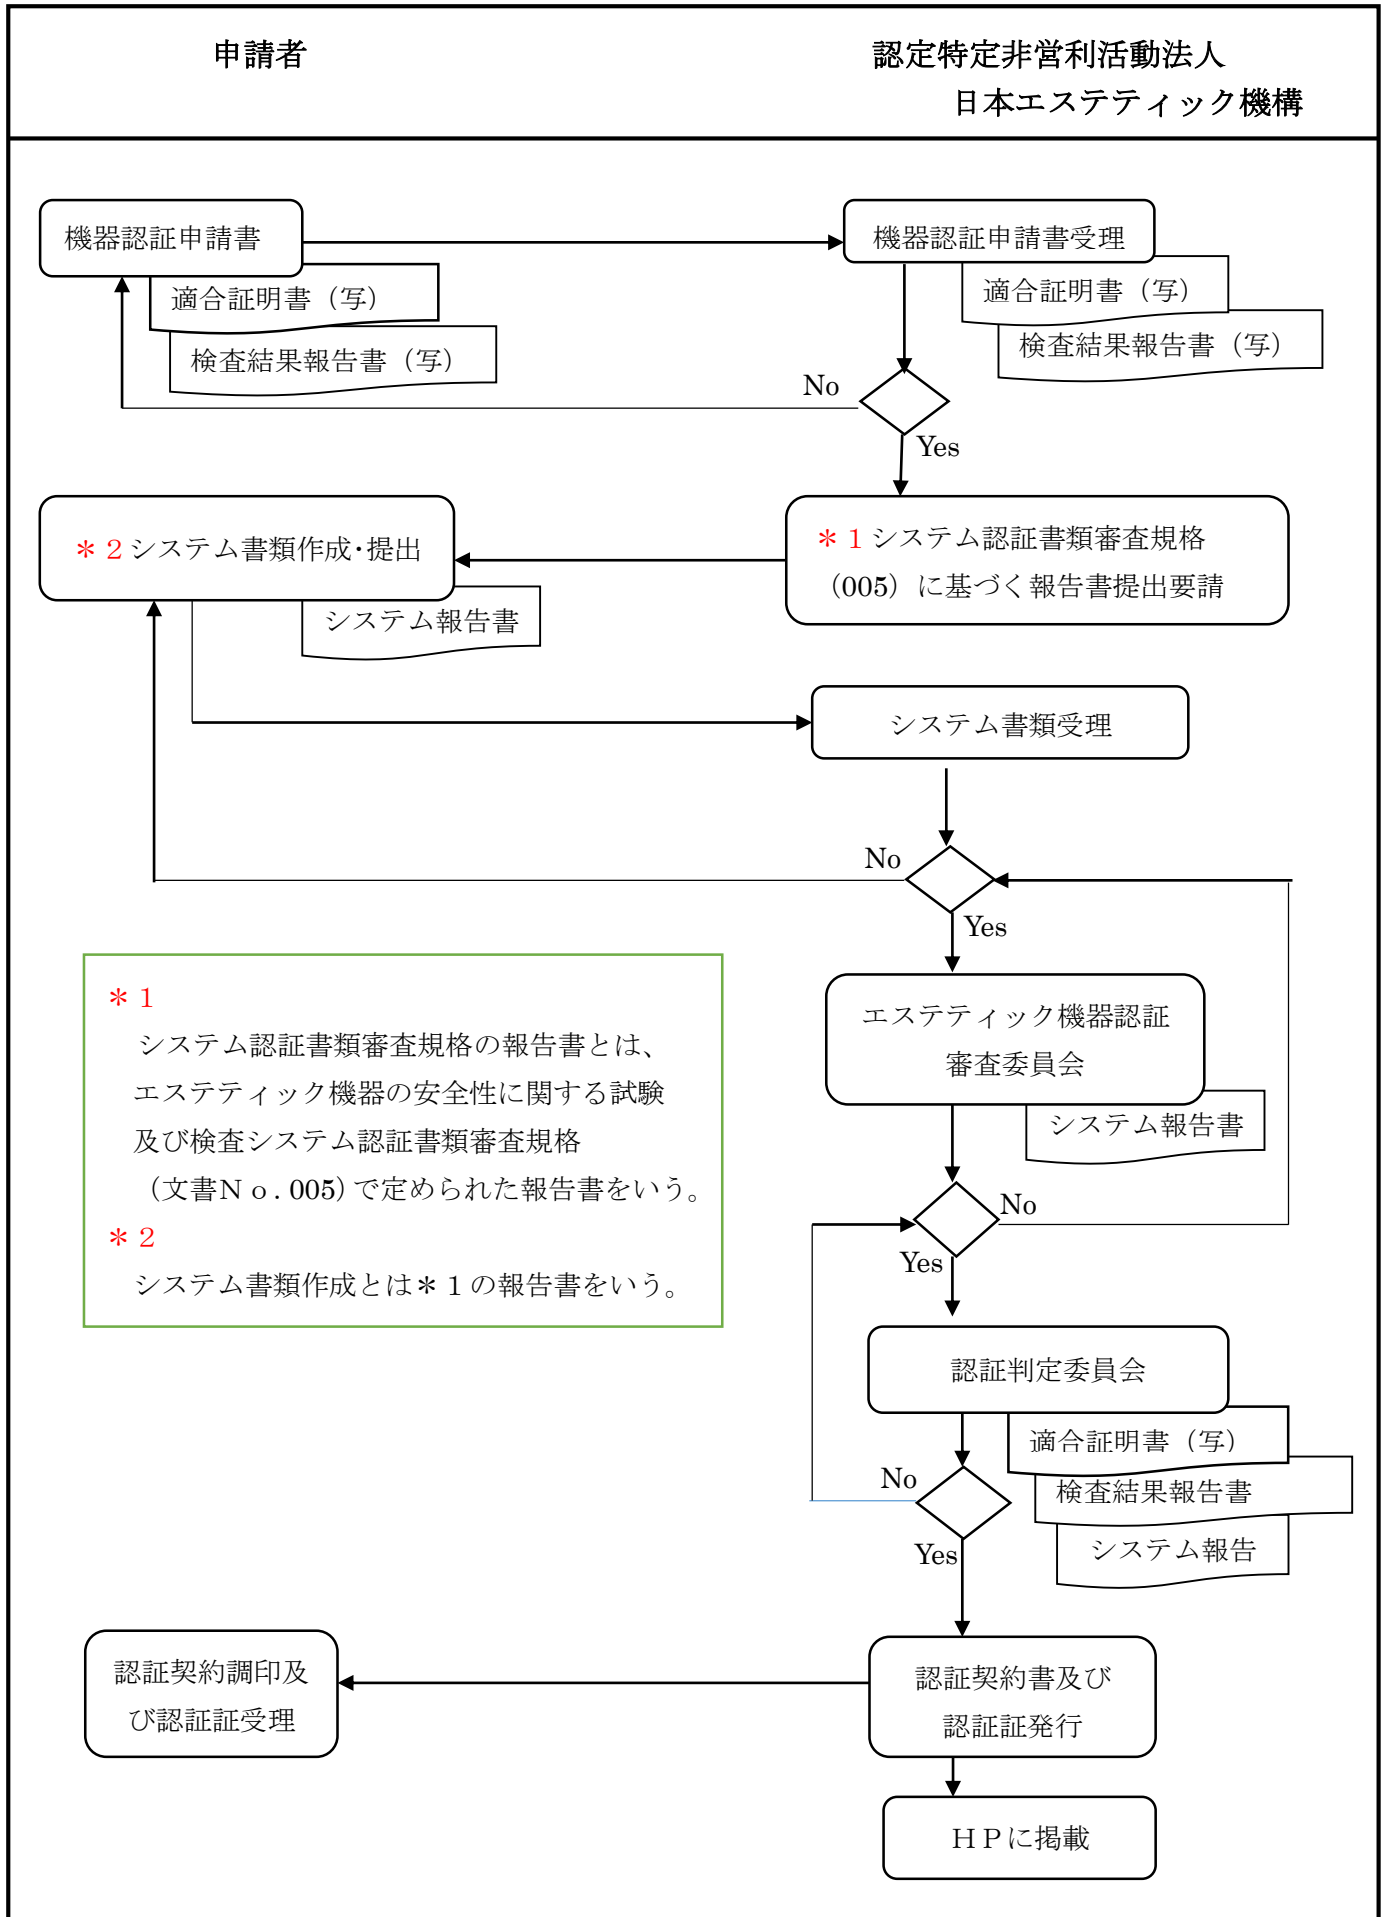 申請者
認定特定非営利活動法人
日本エステティック機構
機器認証申請書
適合証明書（写）
検査結果報告書（写）
機器認証申請書受理
適合証明書（写）
検査結果報告書（写）
No
Yes
＊２システム書類作成・提出
システム報告書
＊１システム認証書類審査規格
（005）に基づく報告書提出要請
システム書類受理
No
Yes
エステティック機器認証
審査委員会
システム報告書
＊１
システム認証書類審査規格の報告書とは、
エステティック機器の安全性に関する試験
及び検査システム認証書類審査規格
（文書Ｎｏ.005）で定められた報告書をいう。
＊２
システム書類作成とは＊１の報告書をいう。
No
Yes
認証判定委員会
適合証明書（写）
検査結果報告書
システム報告
No
Yes
認証契約調印及
び認証証受理
認証契約書及び
認証証発行
ＨＰに掲載